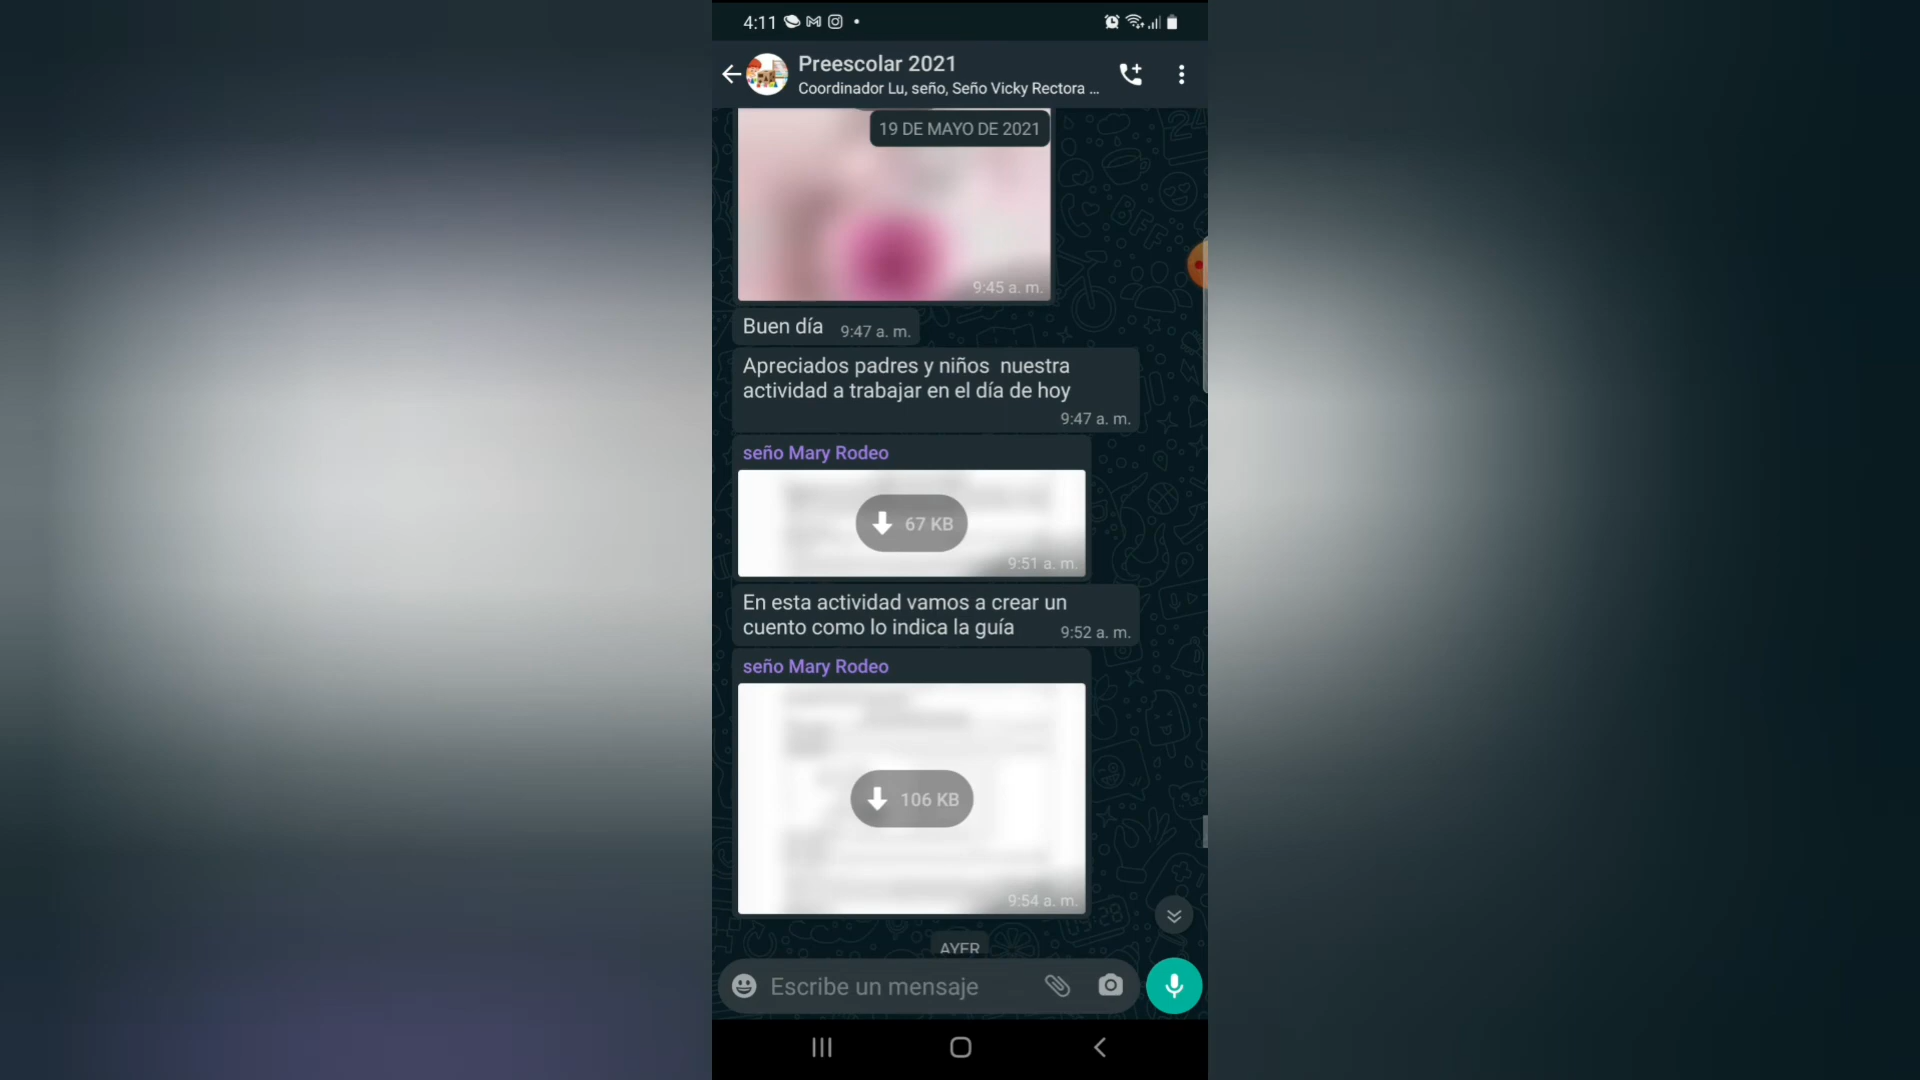 4:11
Preescolar 2021
Coordinador Lu, seño, Seño Vicky Rectora ...
19 DE MAYO DE 2021
9:45 a. m.
Buen día 9:47 a. m.
Apreciados padres y niños nuestra
actividad a trabajar en el día de hoy
9:47 a. m.
seño Mary Rodeo
67 KB
9:51 a. m.
En esta actividad vamos a crear un
cuento como lo indica la guía 9:52 a. m.
seño Mary Rodeo
106 KB
9:54 a. m.
AYER
Escribe un mensaje